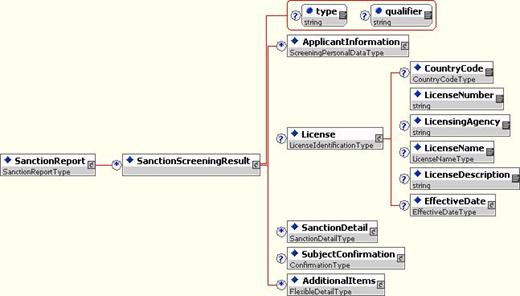 type
string
qualifier
string
ApplicantInformation
ScreeningPersonalDataType
CountryCode
CountryCodeType
LicenseNumber
string
LicensingAgency
string
License
LicenseIdentificationType
LicenseName
LicenseNameType
SanctionReport
SanctionReportType
SanctionScreeningResult
LicenseDescription
string
EffectiveDate
EffectiveDateType
SanctionDetail
SanctionDetailType
SubjectConfirmation
ConfirmationType
AdditionalItems
FlexibleDetailType